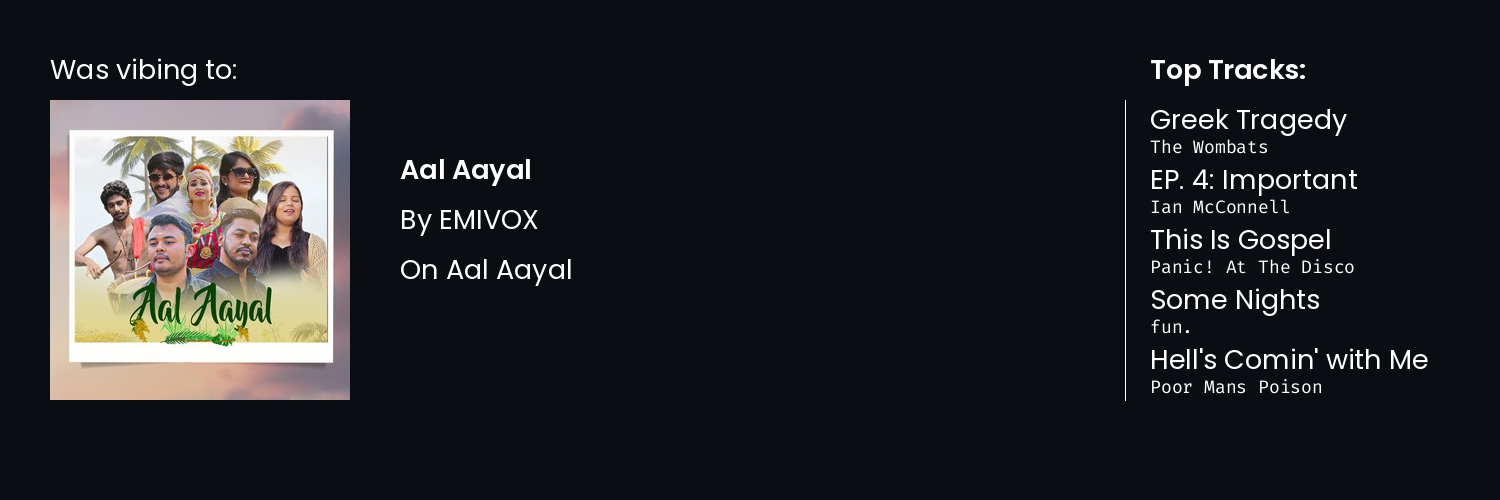 Was vibing to:
Aal Aayal
Aal Aayal
By EMIVOX
On Aal Aayal
Top Tracks:
Greek Tragedy
The Wombats
EP. 4: Important
Ian McConnell
This Is Gospel
Panic! At The Disco
Some Nights
fun.
Hell's Comin' with Me
Poor Mans Poison